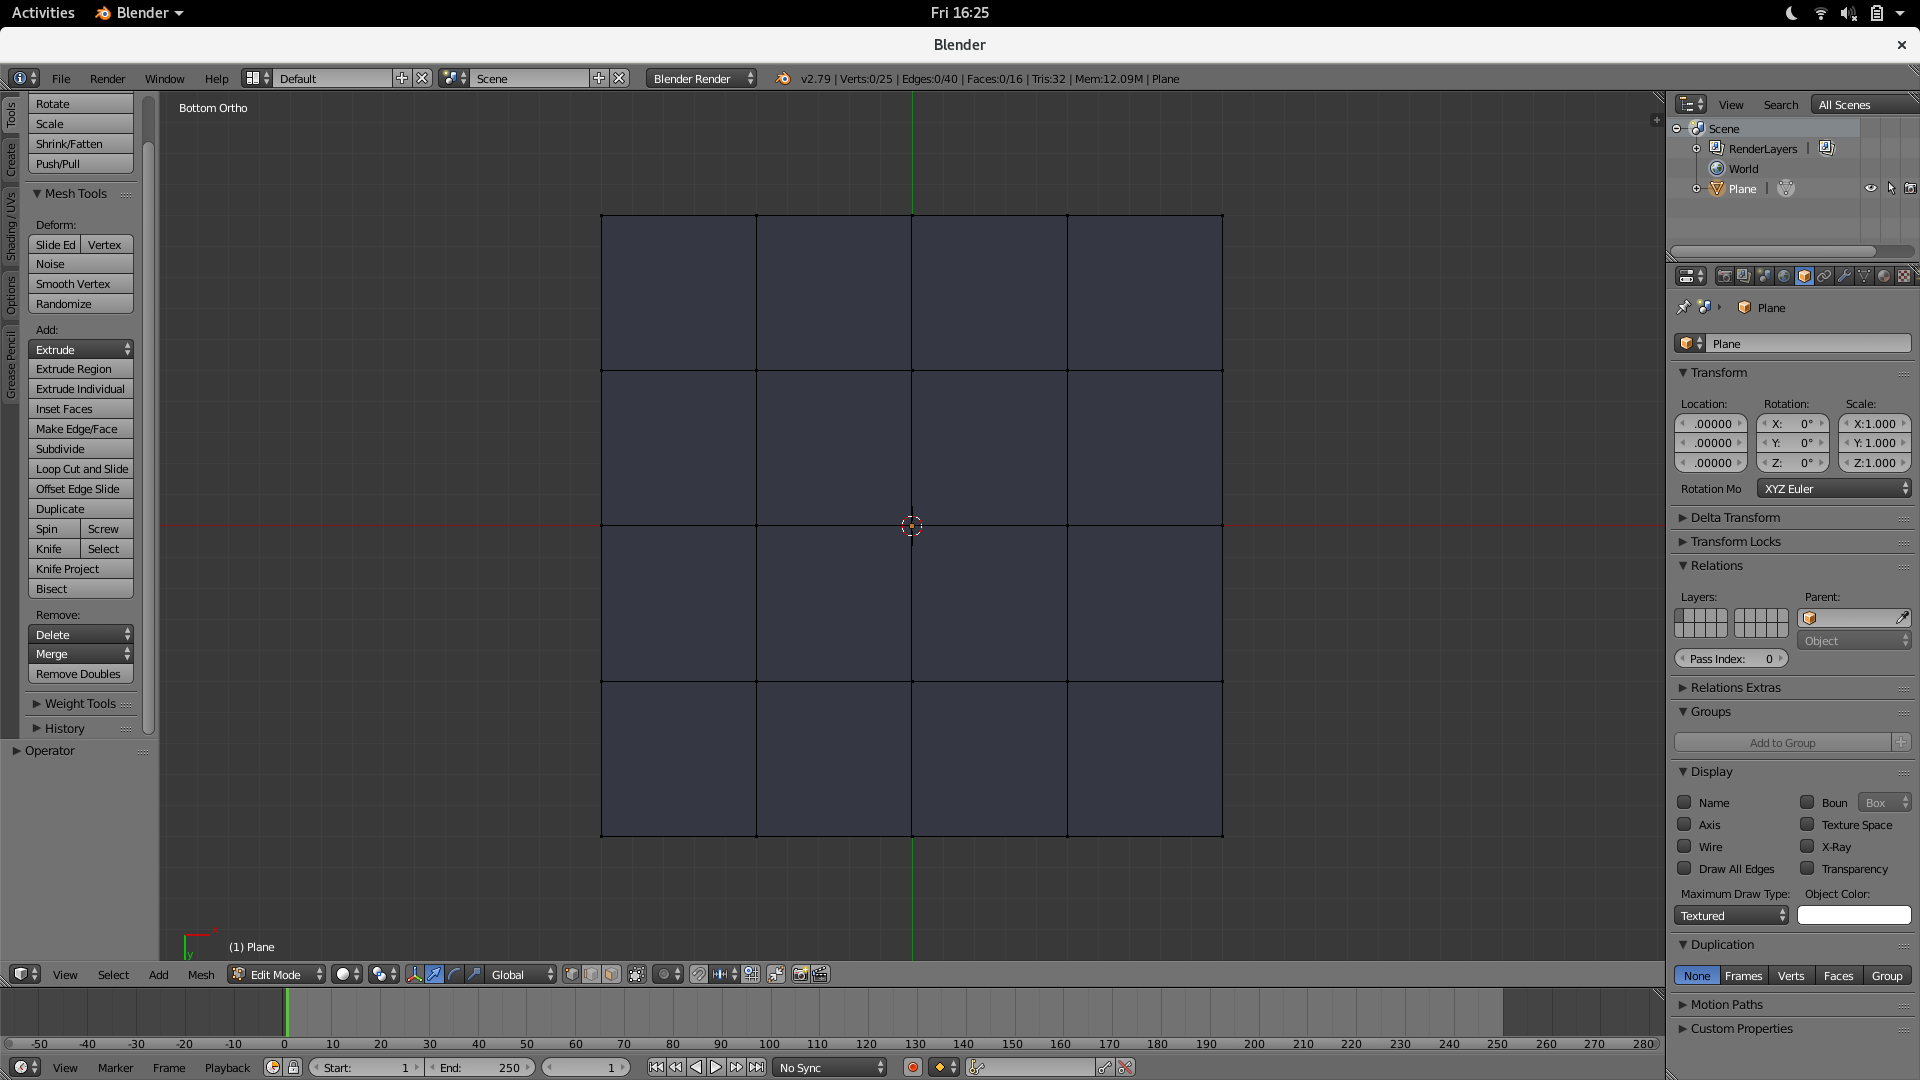 Activities Blender Fri 16:25
Blender
File Render Window Help Default Scene Blender Render v2.79 | Verts:0/25 | Edges:0/40 | Faces:0/16 | Tris:32 | Mem:12.09M | Plane
Tools
Create
Shading / UVs
Options
Grease Pencil
Rotate
Scale
Shrink/Fatten
Push/Pull
Mesh Tools
Deform:
Slide Ed Vertex
Noise
Smooth Vertex
Randomize
Add:
Extrude
Extrude Region
Extrude Individual
Inset Faces
Make Edge/Face
Subdivide
Loop Cut and Slide
Offset Edge Slide
Duplicate
Spin Screw
Knife Select
Knife Project
Bisect
Remove:
Delete
Merge
Remove Doubles
Weight Tools
History
Operator
Bottom Ortho
y
(1) Plane
View Select Add Mesh Edit Mode Global
-50 -40 -30 -20 -10 0 10 20 30 40 50 60 70 80 90 100 110 120 130 140 150 160 170 180 190 200 210 220 230 240 250 260 270 280
View Marker Frame Playback Start: 1 End: 250 1 No Sync
View Search All Scenes
Scene
RenderLayers
World
Plane
Plane
Plane
Transform
Location: Rotation: Scale:
.00000 X: 0° X:1.000
.00000 Y: 0° Y: 1.000
.00000 Z: 0° Z:1.000
Rotation Mo XYZ Euler
Delta Transform
Transform Locks
Relations
Layers: Parent:
Object
Pass Index: 0
Relations Extras
Groups
Add to Group
Display
Name Boun Box
Axis Texture Space
Wire X-Ray
Draw All Edges Transparency
Maximum Draw Type: Object Color:
Textured
Duplication
None Frames Verts Faces Group
Motion Paths
Custom Properties